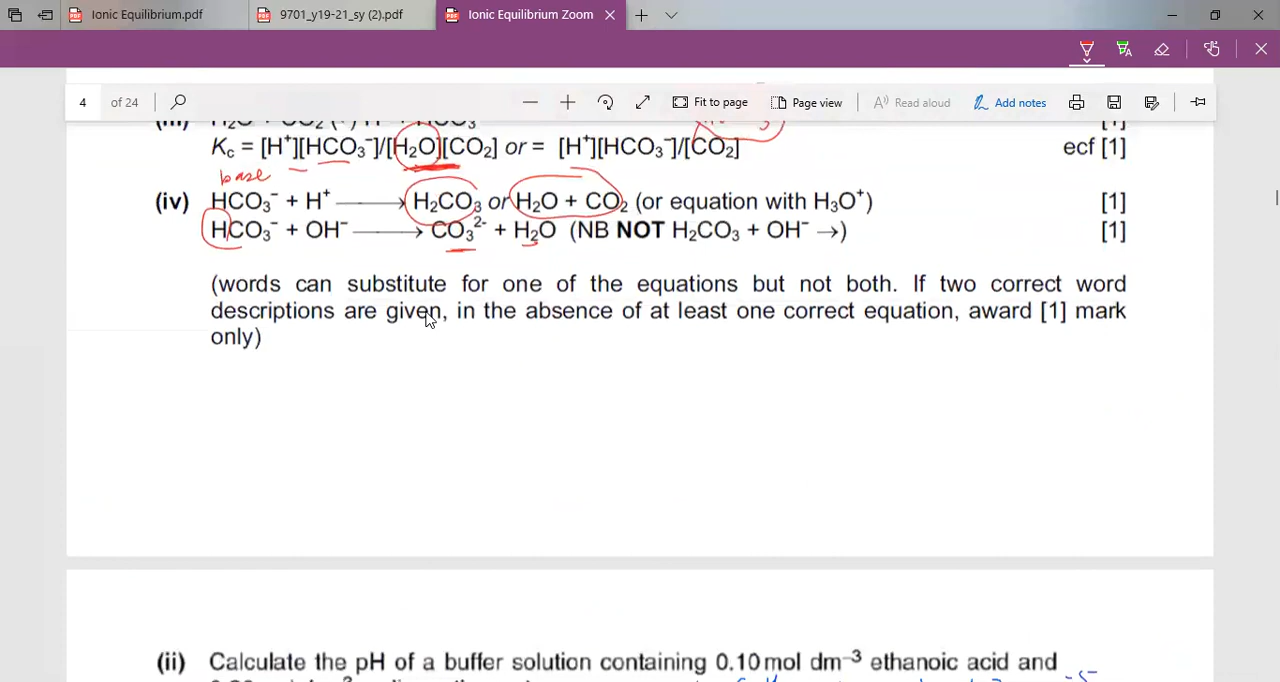 Ionic Equilibrium.pdf
9701_y19-21_sy (2).pdf
Ionic Equilibrium Zoom
4 of 24
Fit to page
Page view
Read aloud
Add notes
(iii) H₂O + CO₂ H⁺ + HCO₃⁻ [1]
Kc = [H⁺][HCO₃⁻]/[H₂O][CO₂] or = [H⁺][HCO₃⁻]/[CO₂] ecf [1]
base
(iv) HCO₃⁻ + H⁺ ⟶ H₂CO₃ or H₂O + CO₂ (or equation with H₃O⁺) [1]
HCO₃⁻ + OH⁻ ⟶ CO₃²⁻ + H₂O (NB NOT H₂CO₃ + OH⁻ →) [1]
(words can substitute for one of the equations but not both. If two correct word
descriptions are given, in the absence of at least one correct equation, award [1] mark
only)
(ii) Calculate the pH of a buffer solution containing 0.10 mol dm⁻³ ethanoic acid and